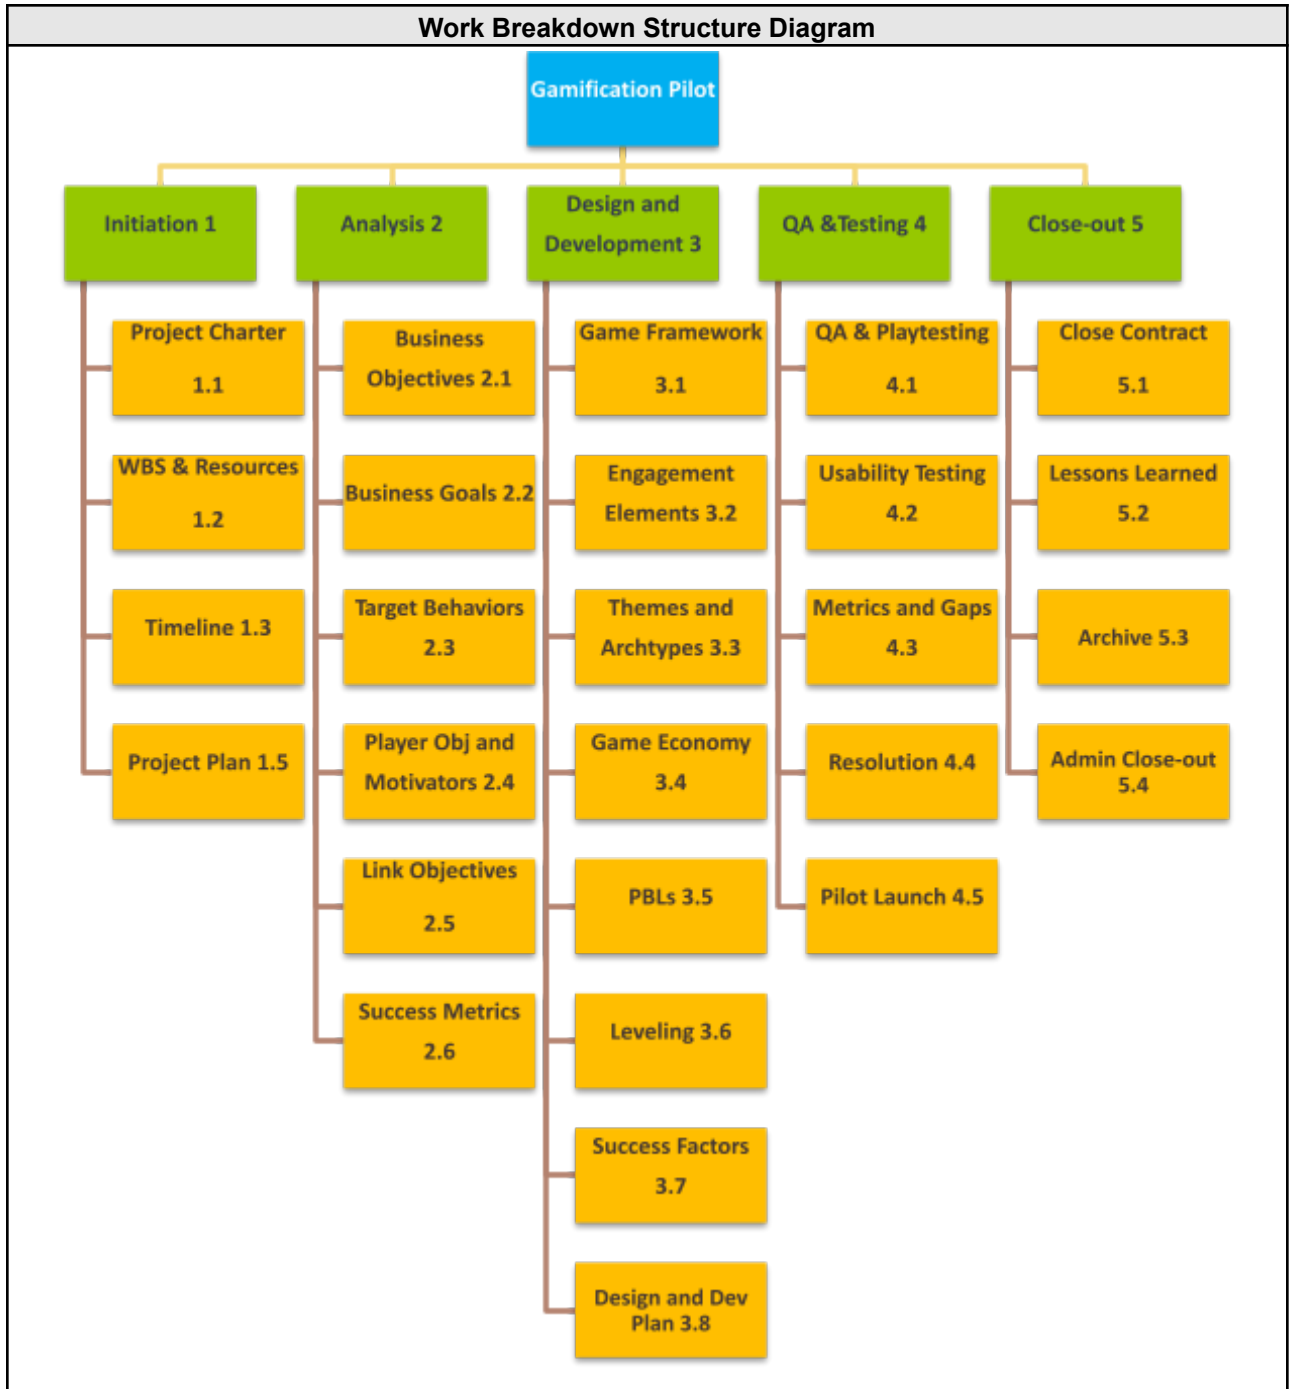 Work Breakdown Structure Diagram
Gamification Pilot
Initiation 1
Project Charter
1.1
WBS & Resources
1.2
Timeline 1.3
Project Plan 1.5
Analysis 2
Business
Objectives 2.1
Business Goals 2.2
Target Behaviors
2.3
Player Obj and
Motivators 2.4
Link Objectives
2.5
Success Metrics
2.6
Design and
Development 3
Game Framework
3.1
Engagement
Elements 3.2
Themes and
Archtypes 3.3
Game Economy
3.4
PBLs 3.5
Leveling 3.6
Success Factors
3.7
Design and Dev
Plan 3.8
QA &Testing 4
QA & Playtesting
4.1
Usability Testing
4.2
Metrics and Gaps
4.3
Resolution 4.4
Pilot Launch 4.5
Close-out 5
Close Contract
5.1
Lessons Learned
5.2
Archive 5.3
Admin Close-out
5.4